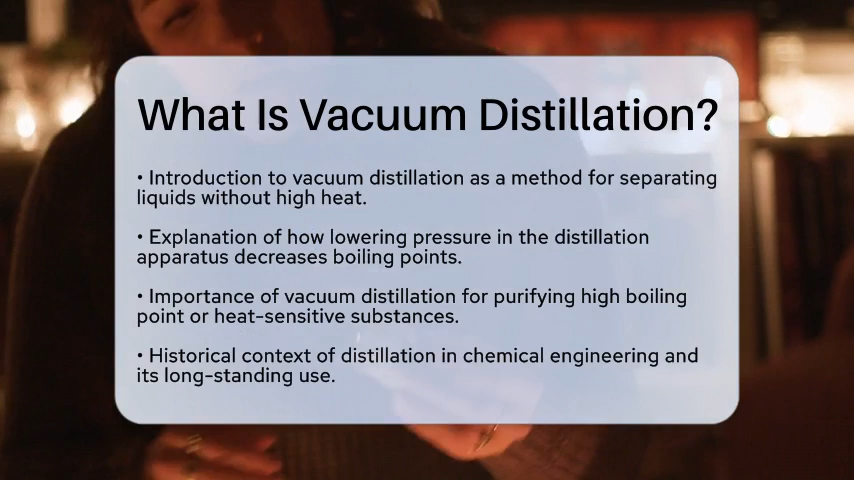 What Is Vacuum Distillation?
• Introduction to vacuum distillation as a method for separating
liquids without high heat.
• Explanation of how lowering pressure in the distillation
apparatus decreases boiling points.
• Importance of vacuum distillation for purifying high boiling
point or heat-sensitive substances.
• Historical context of distillation in chemical engineering and
its long-standing use.